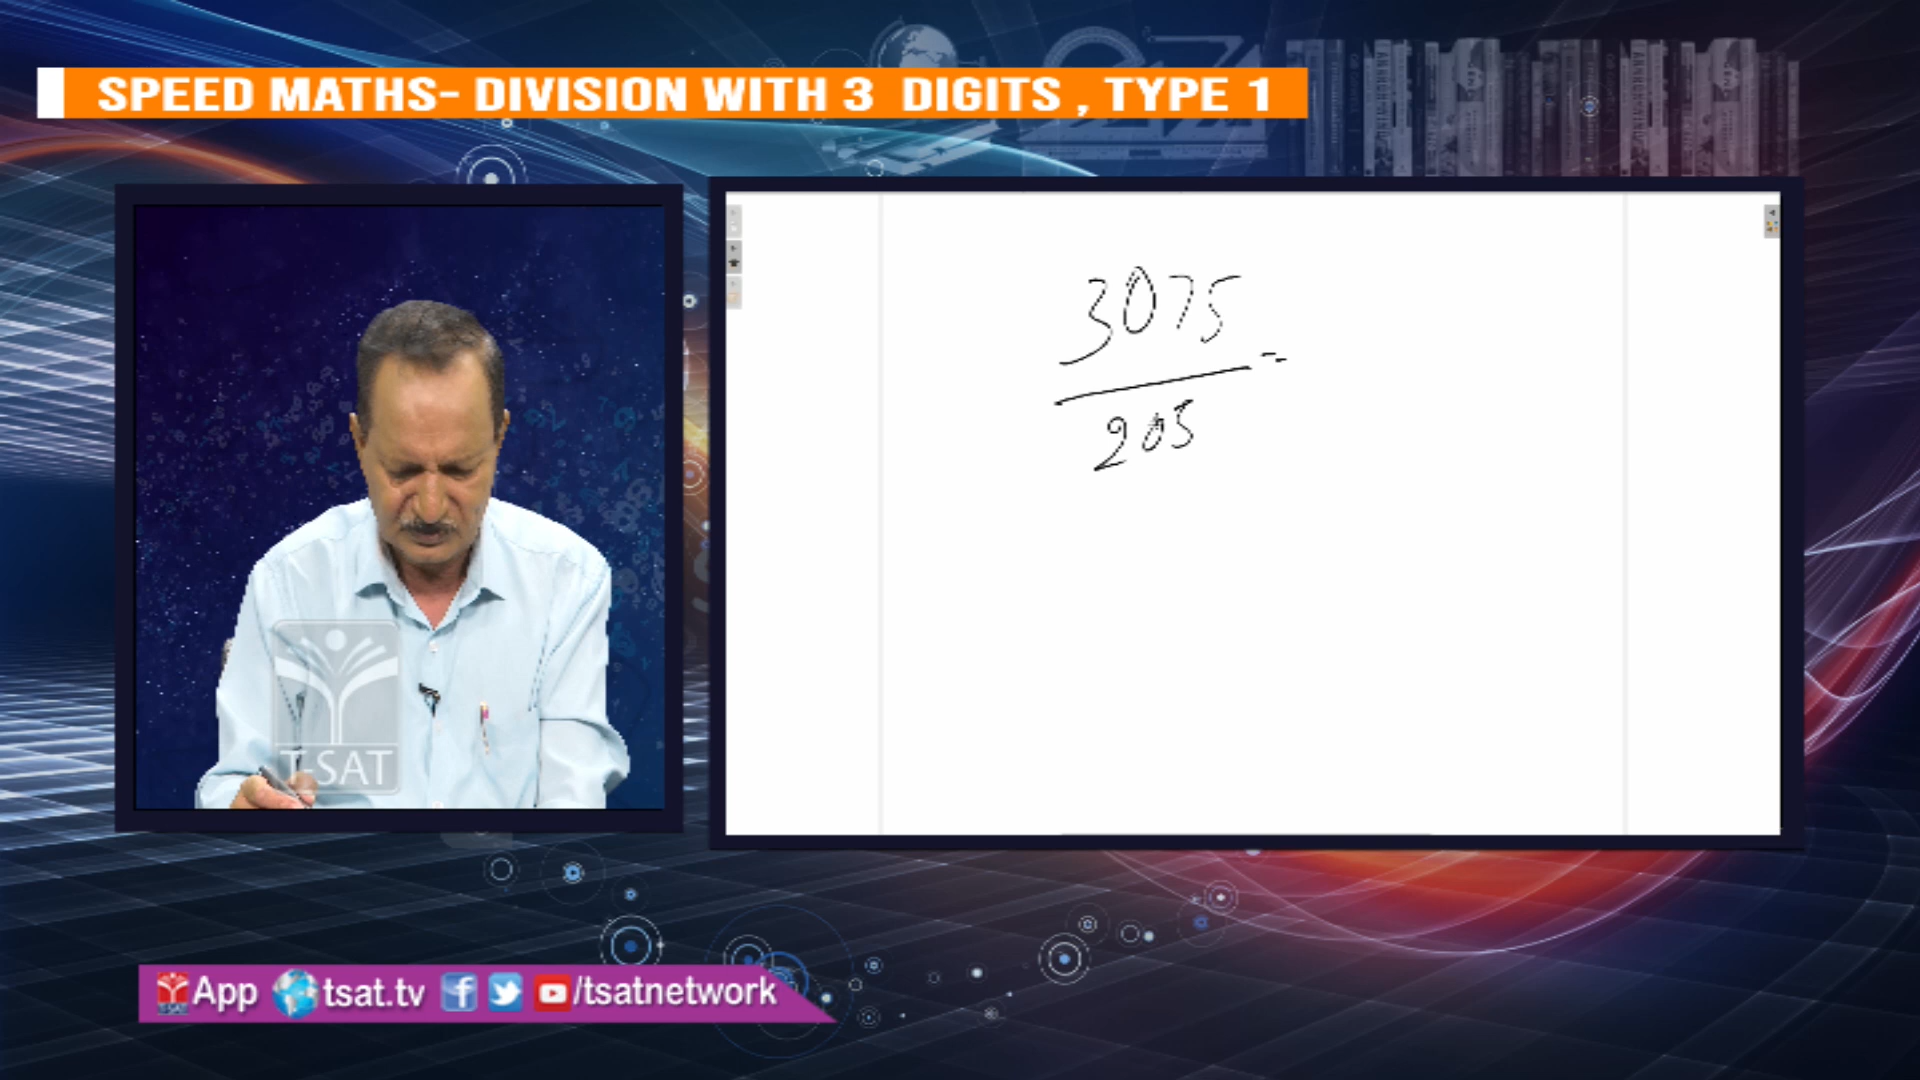 SPEED MATHS- DIVISION WITH 3 DIGITS , TYPE 1
3075
=
205
T-SAT
App tsat.tv /tsatnetwork